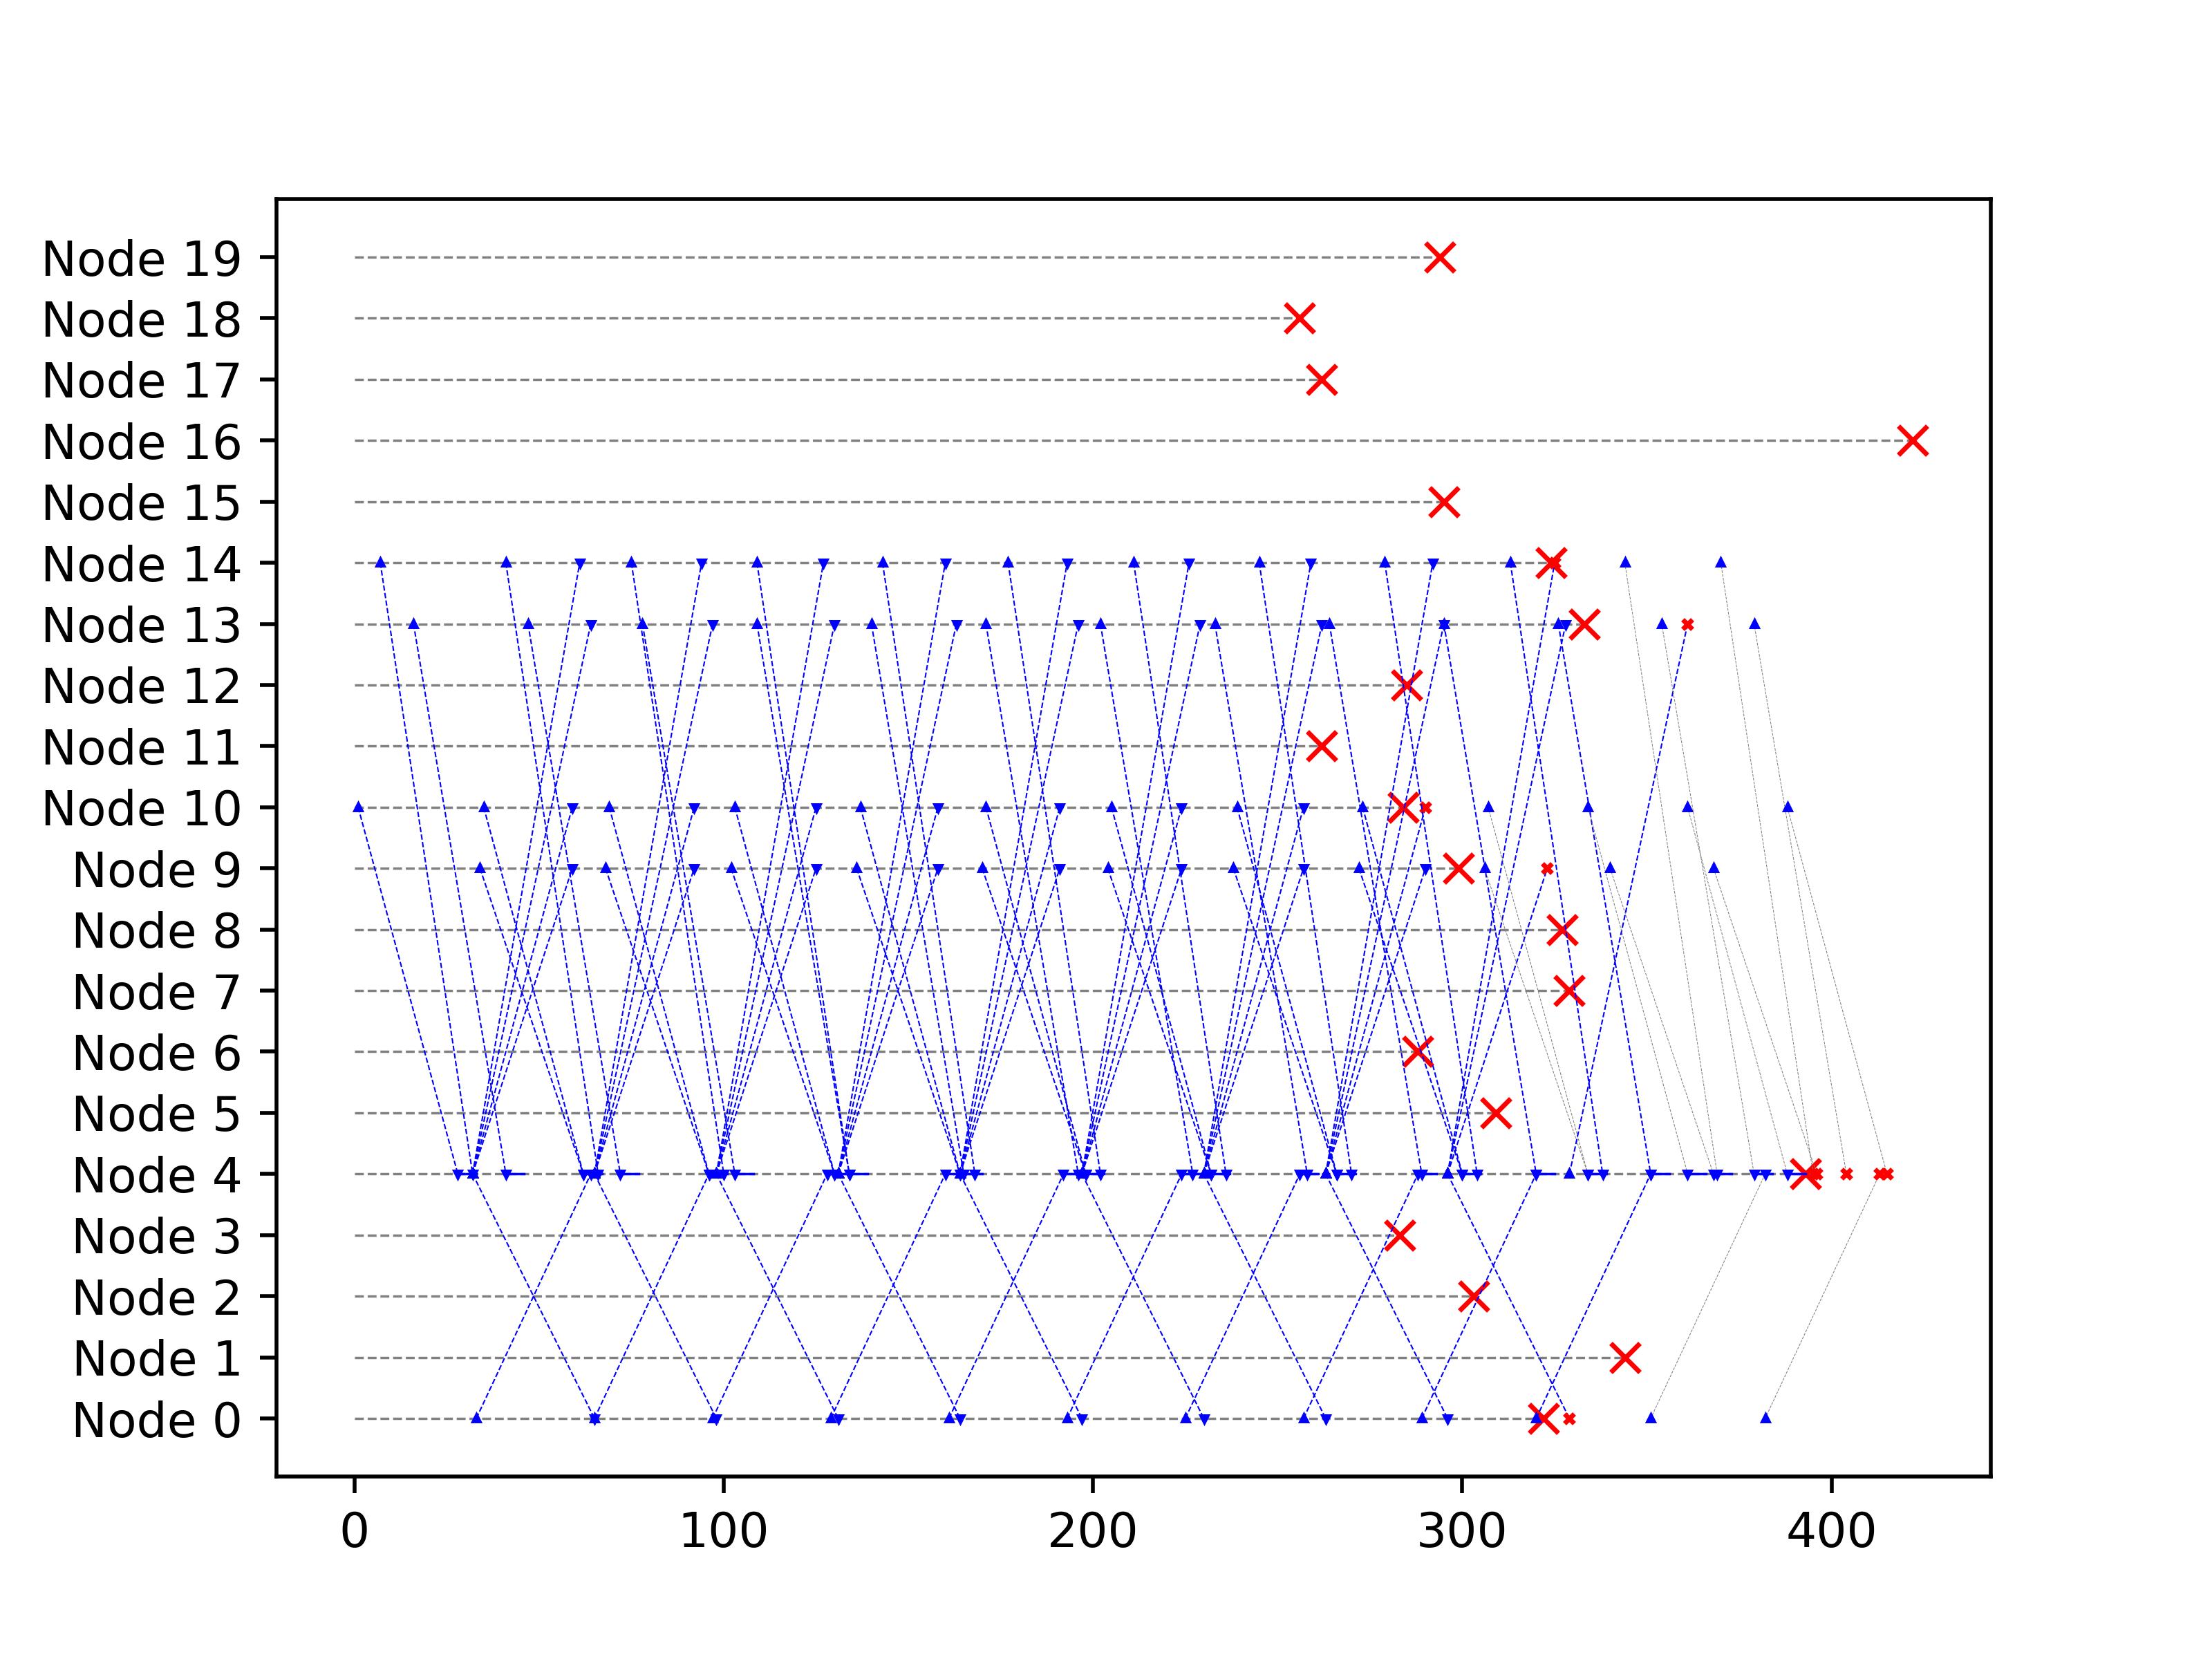 Node 19
Node 18
Node 17
Node 16
Node 15
Node 14
Node 13
Node 12
Node 11
Node 10
Node 9
Node 8
Node 7
Node 6
Node 5
Node 4
Node 3
Node 2
Node 1
Node 0
0 100 200 300 400